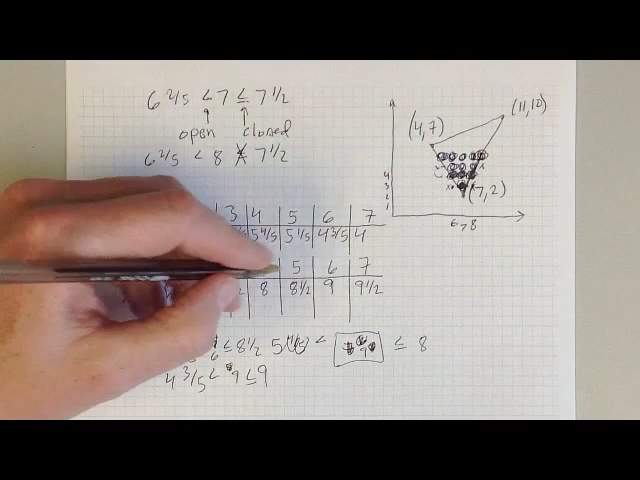 6 2/5 < 7 ≤ 7 1/2
open closed
6 2/5 < 8 ≰ 7 1/2
(11,12)
(4,7)
4
3
2
1
(7,2)
6 7 8
3 4 5 6 7
5 4/5 5 1/5 4 3/5 4
5 6 7
8 8 1/2 9 9 1/2
≤ 8 1/2 5 < 9 ≤ 8
4 3/5 < 9 ≤ 9